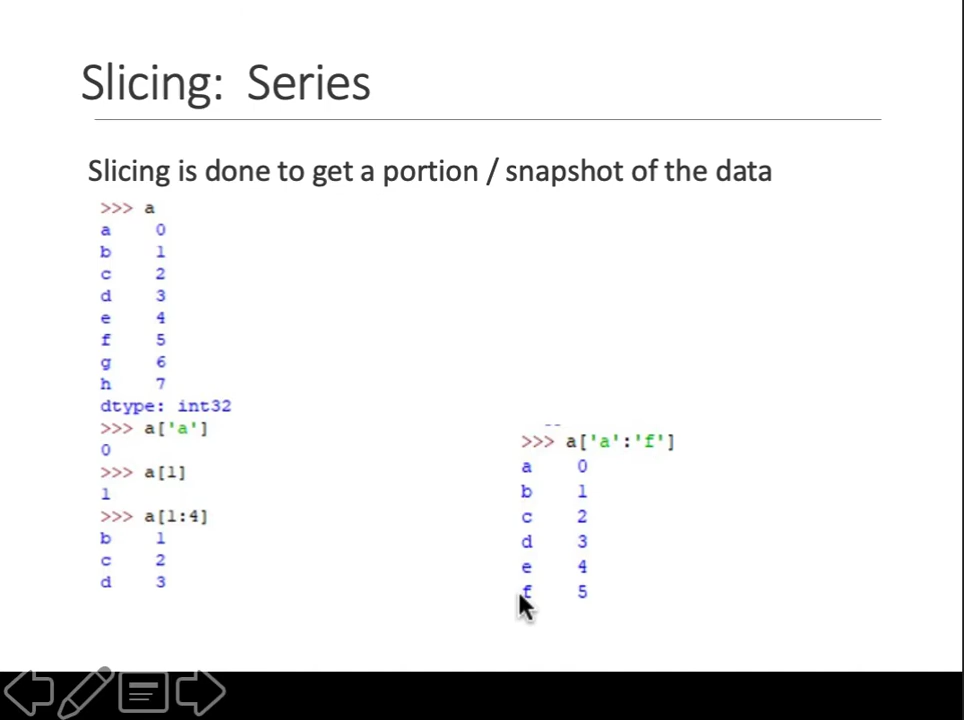 Slicing: Series
Slicing is done to get a portion / snapshot of the data
>>> a
a 0
b 1
c 2
d 3
e 4
f 5
g 6
h 7
dtype: int32
>>> a['a']
0
>>> a[1]
1
>>> a[1:4]
b 1
c 2
d 3
>>> a['a':'f']
a 0
b 1
c 2
d 3
e 4
f 5